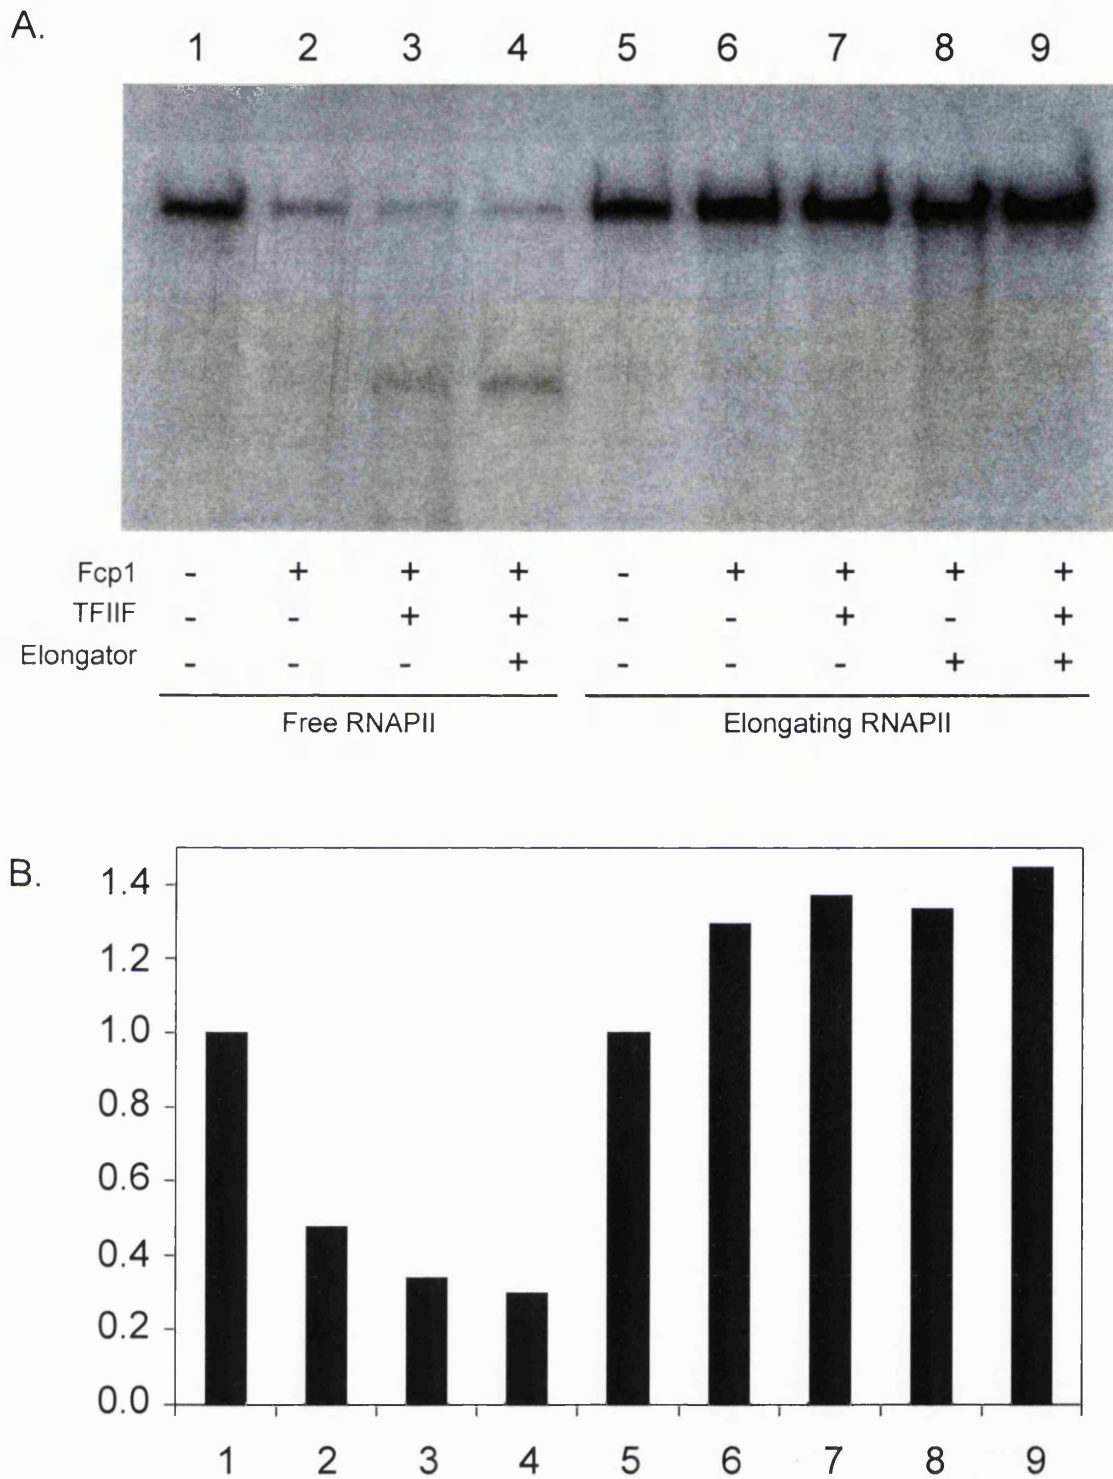 A.
1 2 3 4 5 6 7 8 9
Fcp1 - + + + - + + + +
TFIIF - - + + - - + - +
Elongator - - - + - - - + +
Free RNAPII Elongating RNAPII
B.
1.4
1.2
1.0
0.8
0.6
0.4
0.2
0.0
1 2 3 4 5 6 7 8 9